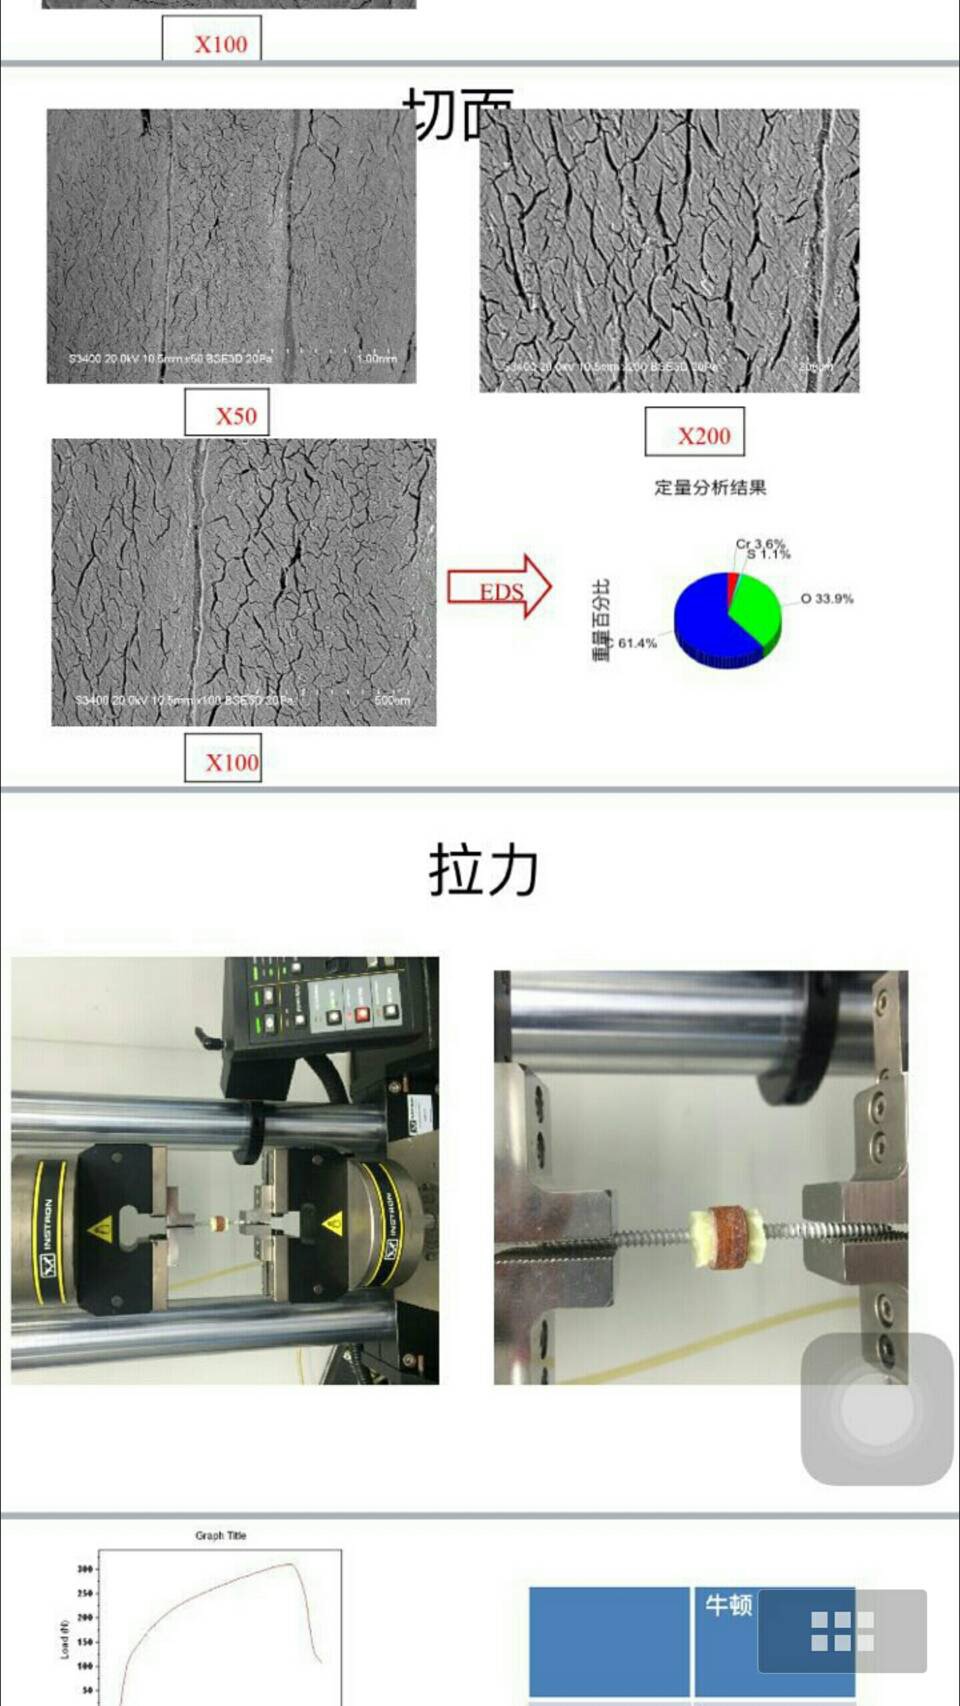 X100
切面
S3400 20.0kV 10.5mm x50 BSE3D 20Pa
1.00mm
S3400 20.0kV 10.5mm x200 BSE3D 20Pa
X50
X200
定量分析结果
Cr 3.6%
S 1.1%
O 33.9%
重量百分比
C 61.4%
EDS
S3400 20.0kV 10.5mm x100 BSE3D 20Pa
500um
X100
拉力
INSTRON
INSTRON
Graph Title
300
250
200
150
100
50
Load (N)
牛顿